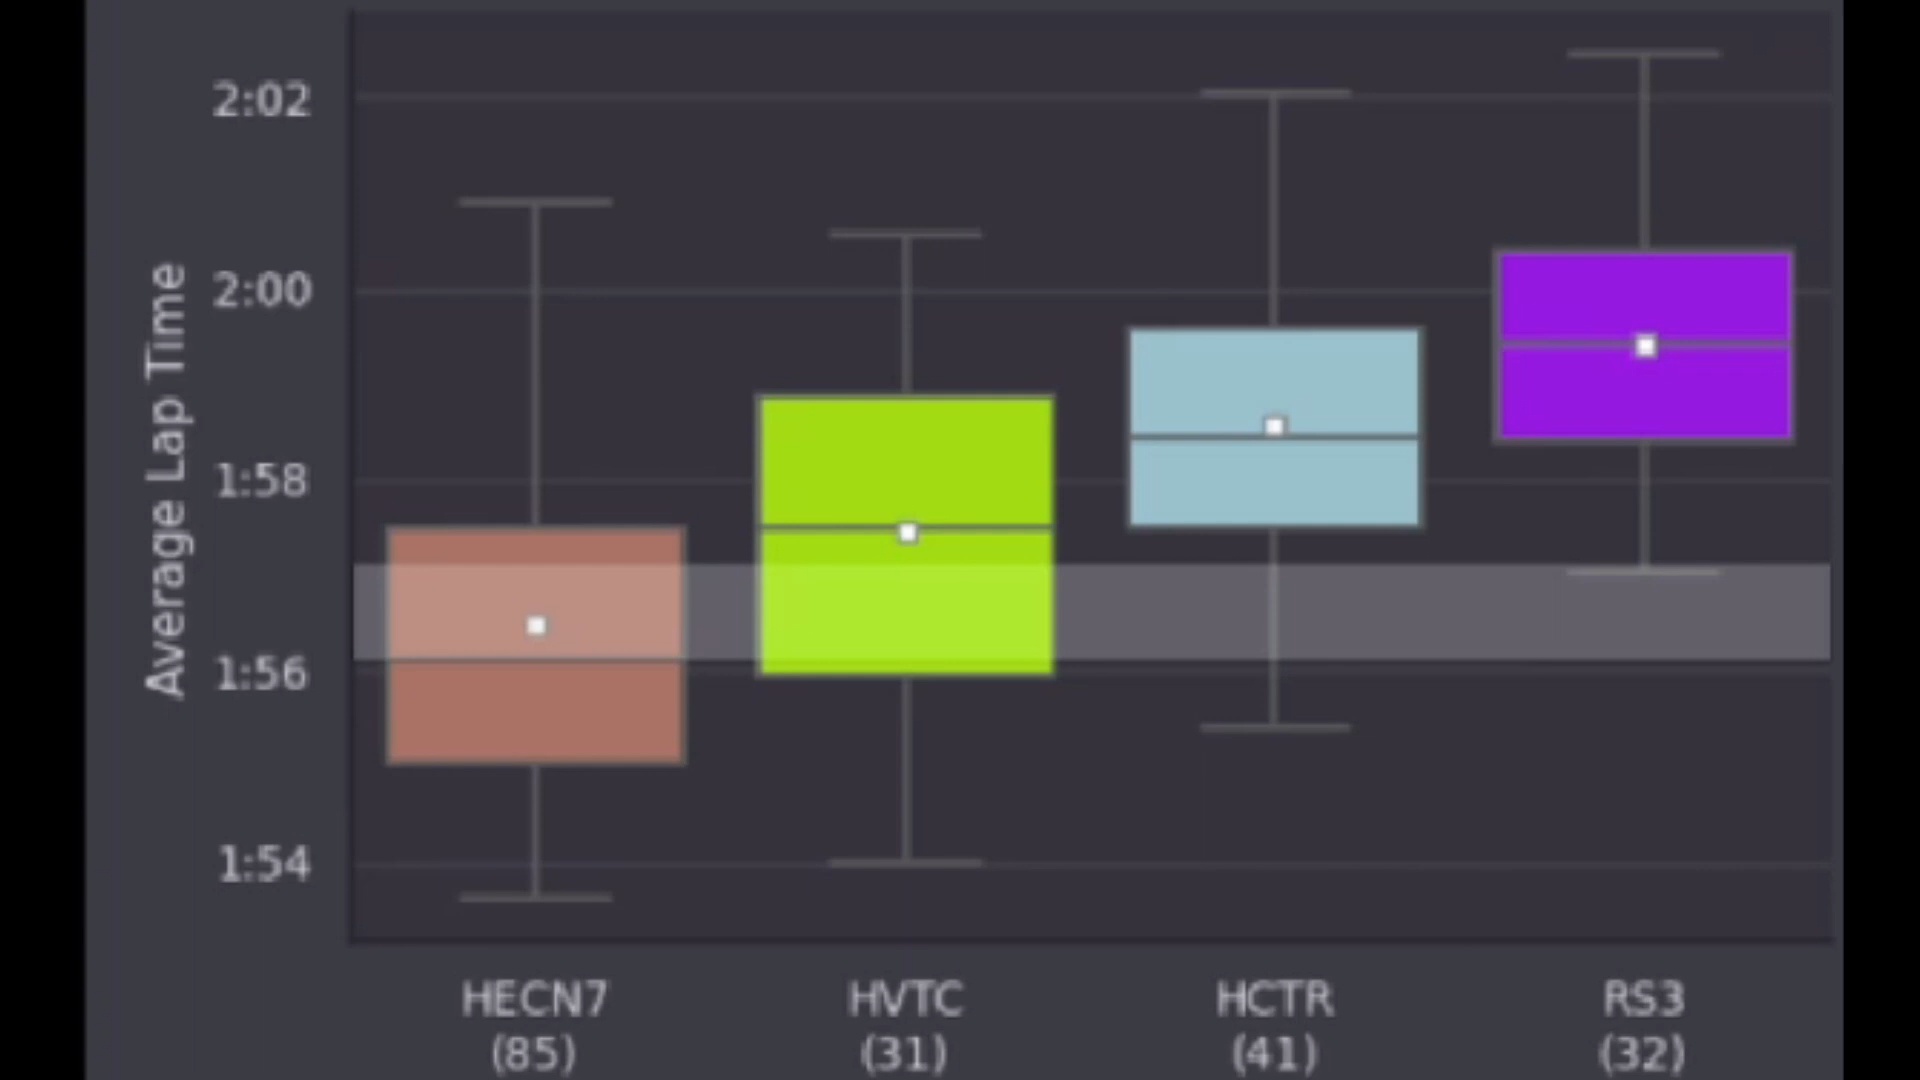 Average Lap Time
2:02
2:00
1:58
1:56
1:54
HECN7
(85)
HVTC
(31)
HCTR
(41)
RS3
(32)